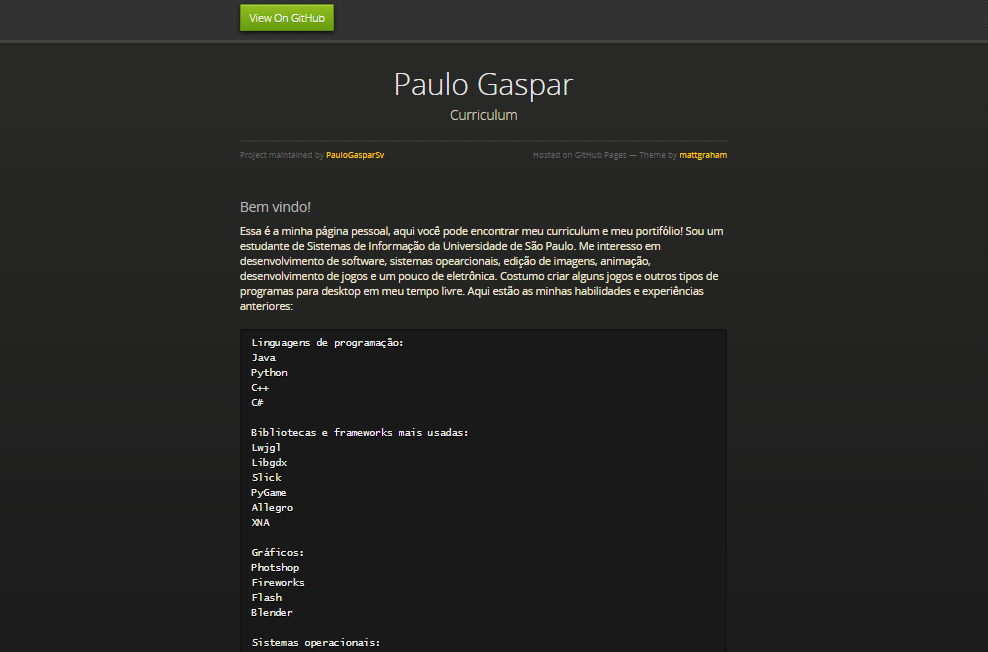 View On GitHub
Paulo Gaspar
Curriculum
Project maintained by PauloGasparSv
Hosted on GitHub Pages — Theme by mattgraham
Bem vindo!
Essa é a minha página pessoal, aqui você pode encontrar meu curriculum e meu portifólio! Sou um
estudante de Sistemas de Informação da Universidade de São Paulo. Me interesso em
desenvolvimento de software, sistemas opearcionais, edição de imagens, animação,
desenvolvimento de jogos e um pouco de eletrônica. Costumo criar alguns jogos e outros tipos de
programas para desktop em meu tempo livre. Aqui estão as minhas habilidades e experiências
anteriores:
Linguagens de programação:
Java
Python
C++
C#
Bibliotecas e frameworks mais usadas:
Lwjgl
Libgdx
Slick
PyGame
Allegro
XNA
Gráficos:
Photshop
Fireworks
Flash
Blender
Sistemas operacionais: